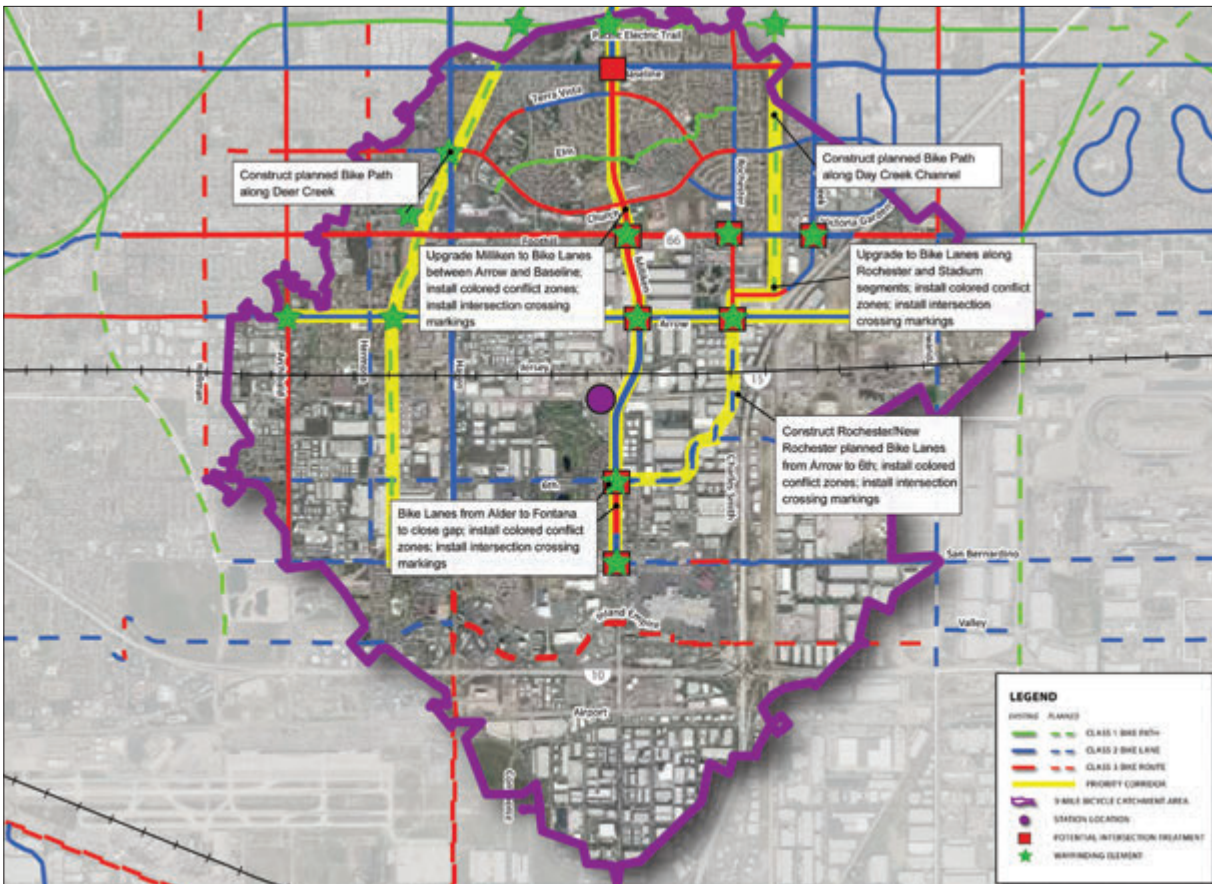 Pacific Electric Trail
Baseline
Terra Vista
Elm
Church
Rochester
Victoria Gardens
Construct planned Bike Path
along Deer Creek
Construct planned Bike Path
along Day Creek Channel
Foothill
66
Milliken
Upgrade Milliken to Bike Lanes
between Arrow and Baseline;
install colored conflict zones;
install intersection crossing
markings
Upgrade to Bike Lanes along
Rochester and Stadium
segments; install colored conflict
zones; install intersection
crossing markings
Arrow
Archibald
Hermosa
Haven
Jersey
15
Construct Rochester/New
Rochester planned Bike Lanes
from Arrow to 6th; install colored
conflict zones; install intersection
crossing markings
6th
Charles Smith
Bike Lanes from Alder to Fontana
to close gap; install colored conflict
zones; install intersection crossing
markings
San Bernardino
Inland Empire
Valley
10
Airport
LEGEND
EXISTING PLANNED
CLASS 1 BIKE PATH
CLASS 2 BIKE LANE
CLASS 3 BIKE ROUTE
PRIORITY CORRIDOR
3-MILE BICYCLE CATCHMENT AREA
STATION LOCATION
POTENTIAL INTERSECTION TREATMENT
WAYFINDING ELEMENT